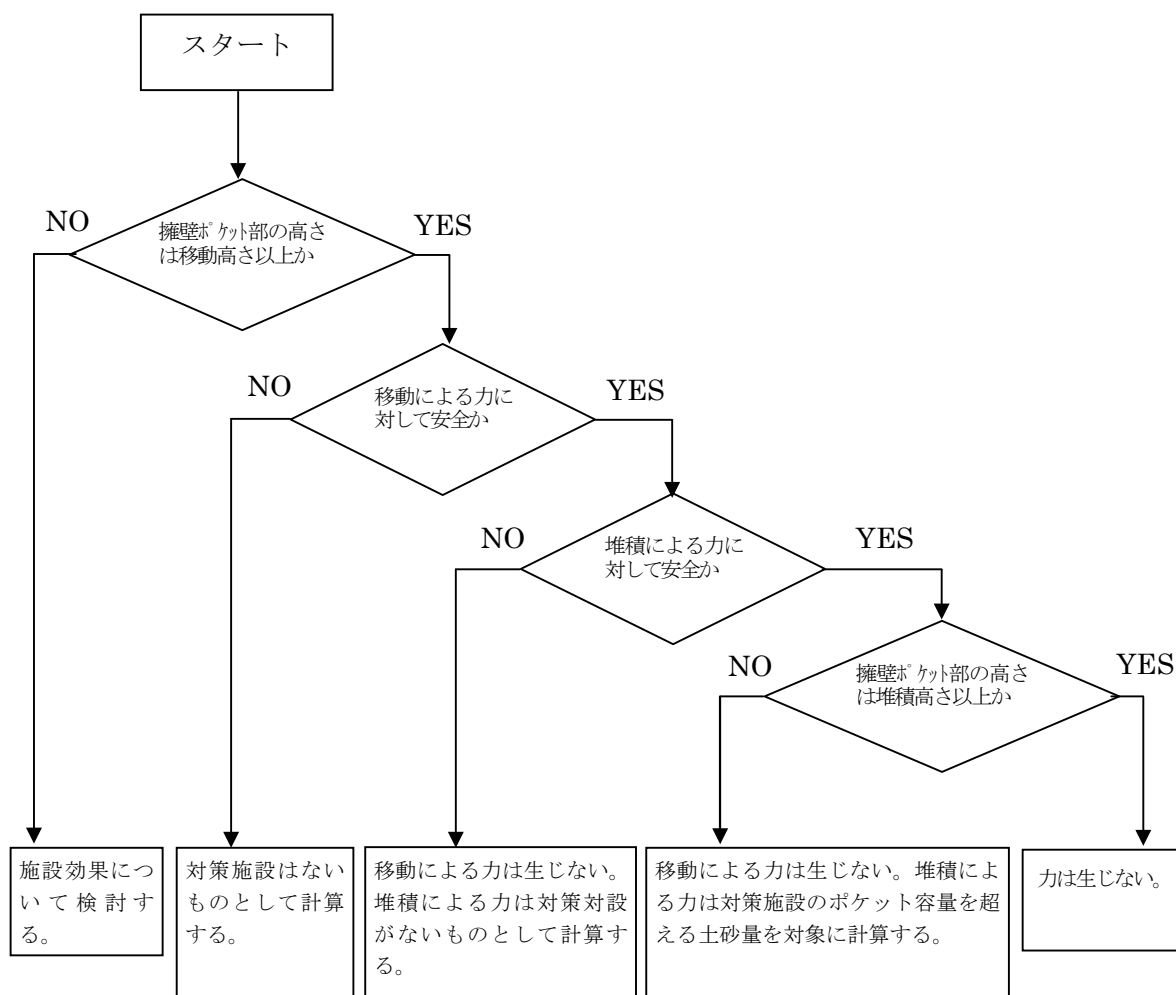 スタート
NO
YES
擁壁ポケット部の高さ
は移動高さ以上か
NO
YES
移動による力に
対して安全か
NO
YES
堆積による力に
対して安全か
NO
YES
擁壁ポケット部の高さ
は堆積高さ以上か
施設効果につ
いて検討す
る。
対策施設はない
ものとして計算
する。
移動による力は生じない。
堆積による力は対策対設
がないものとして計算す
る。
移動による力は生じない。堆積によ
る力は対策施設のポケット容量を超
える土砂量を対象に計算する。
力は生じない。